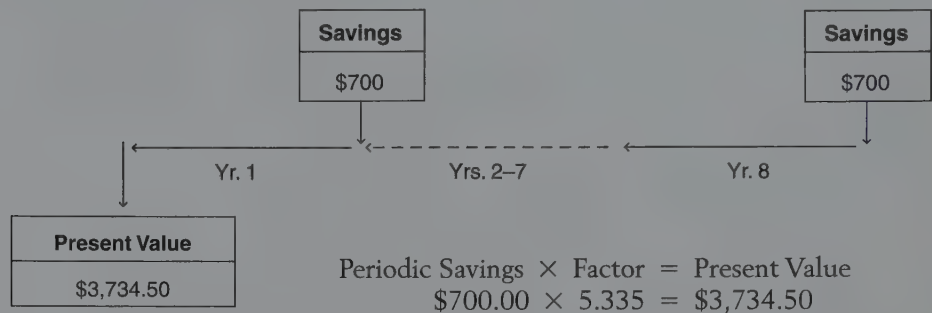 Savings
$700
Savings
$700
Yr. 1
Yrs. 2–7
Yr. 8
Present Value
$3,734.50
Periodic Savings × Factor = Present Value
$700.00 × 5.335 = $3,734.50